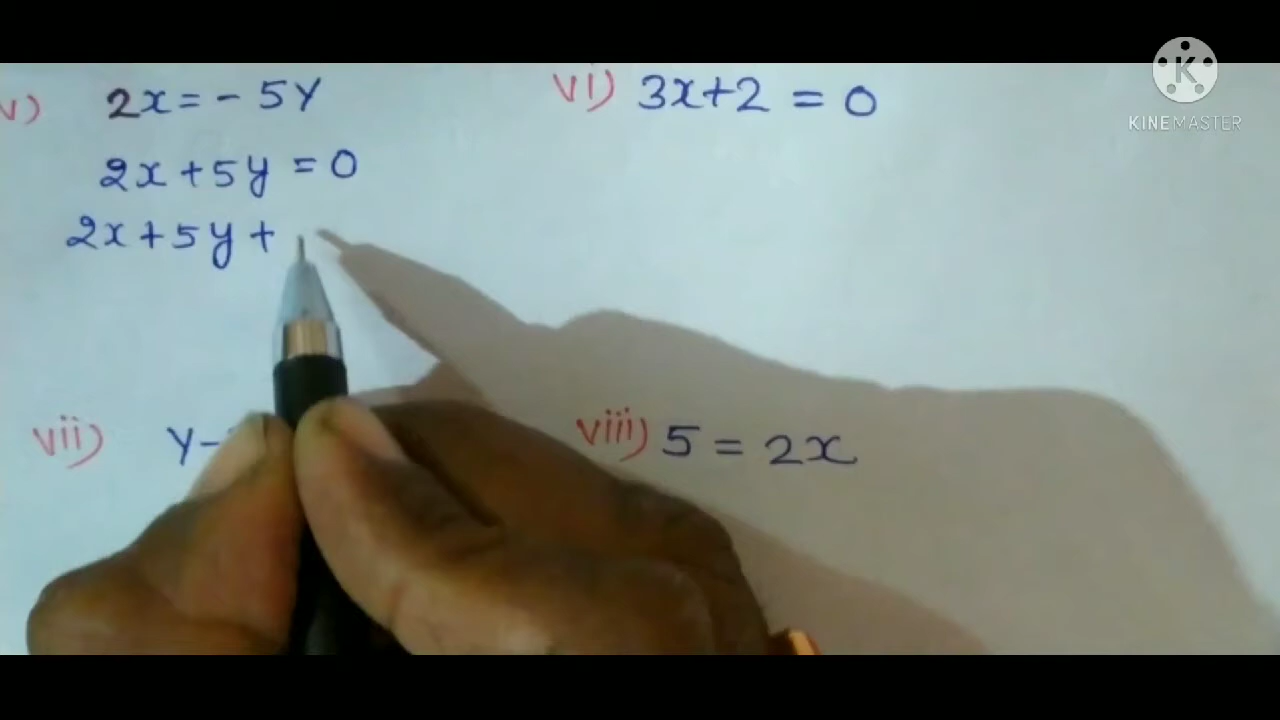 v) 2x = - 5y
2x + 5y = 0
2x + 5y +
vi) 3x + 2 = 0
vii) y -
viii) 5 = 2x
K
KINEMASTER